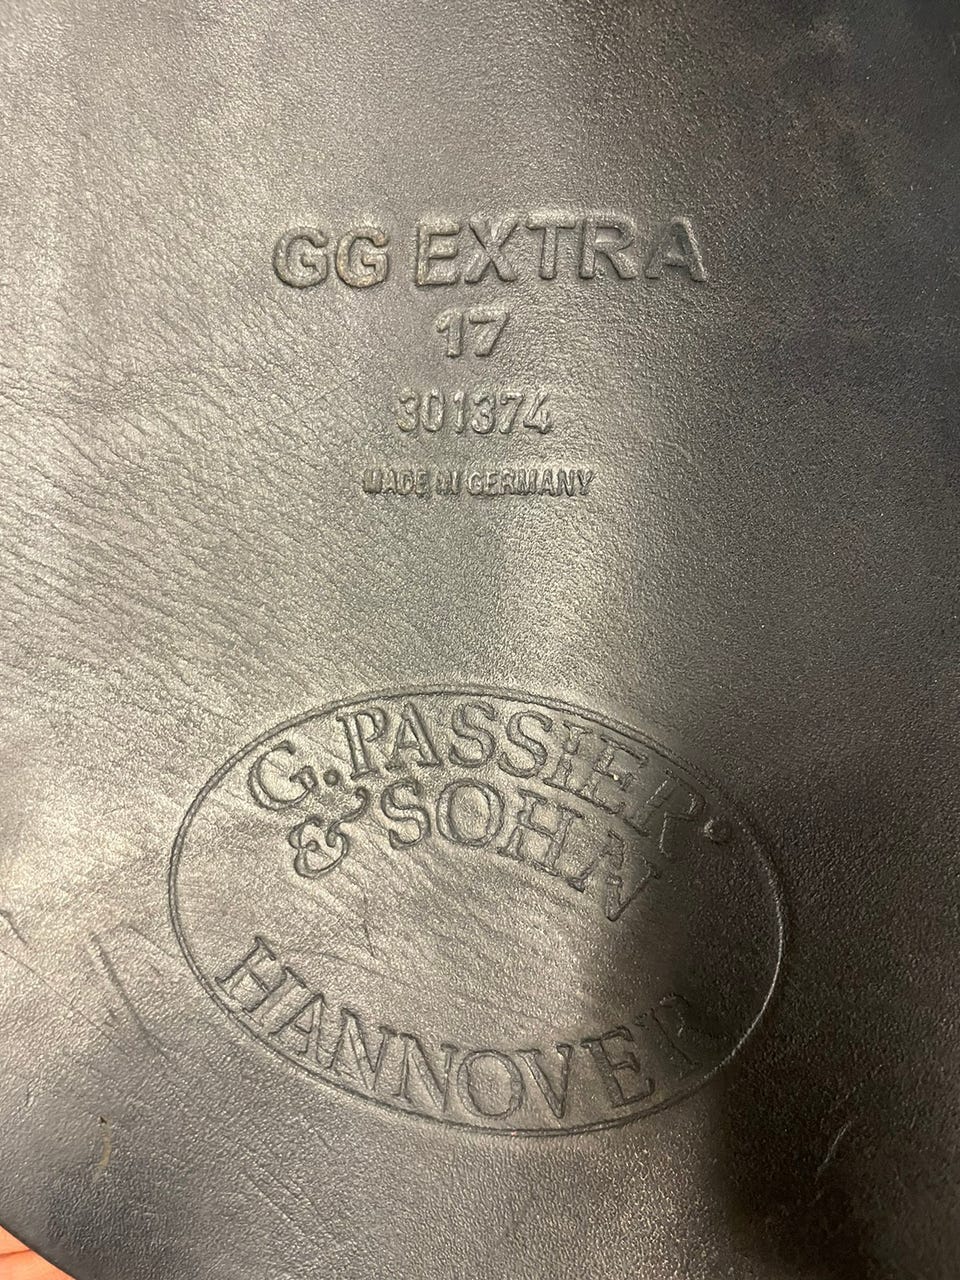 GG EXTRA
17
301374
MADE IN GERMANY
G. PASSIER
& SOHN
HANNOVER